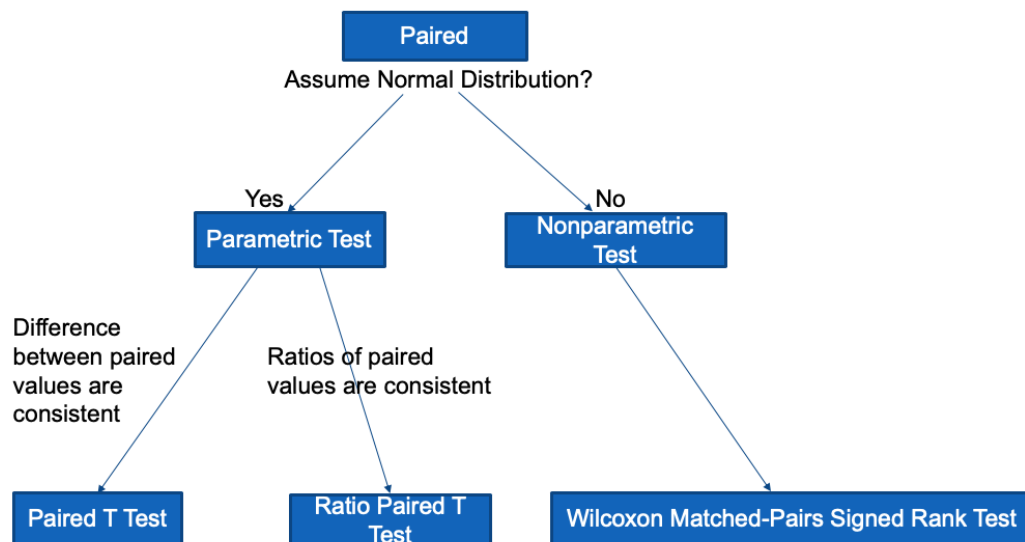 Paired
Assume Normal Distribution?
Yes
No
Parametric Test
Nonparametric
Test
Difference
between paired
values are
consistent
Ratios of paired
values are consistent
Paired T Test
Ratio Paired T
Test
Wilcoxon Matched-Pairs Signed Rank Test